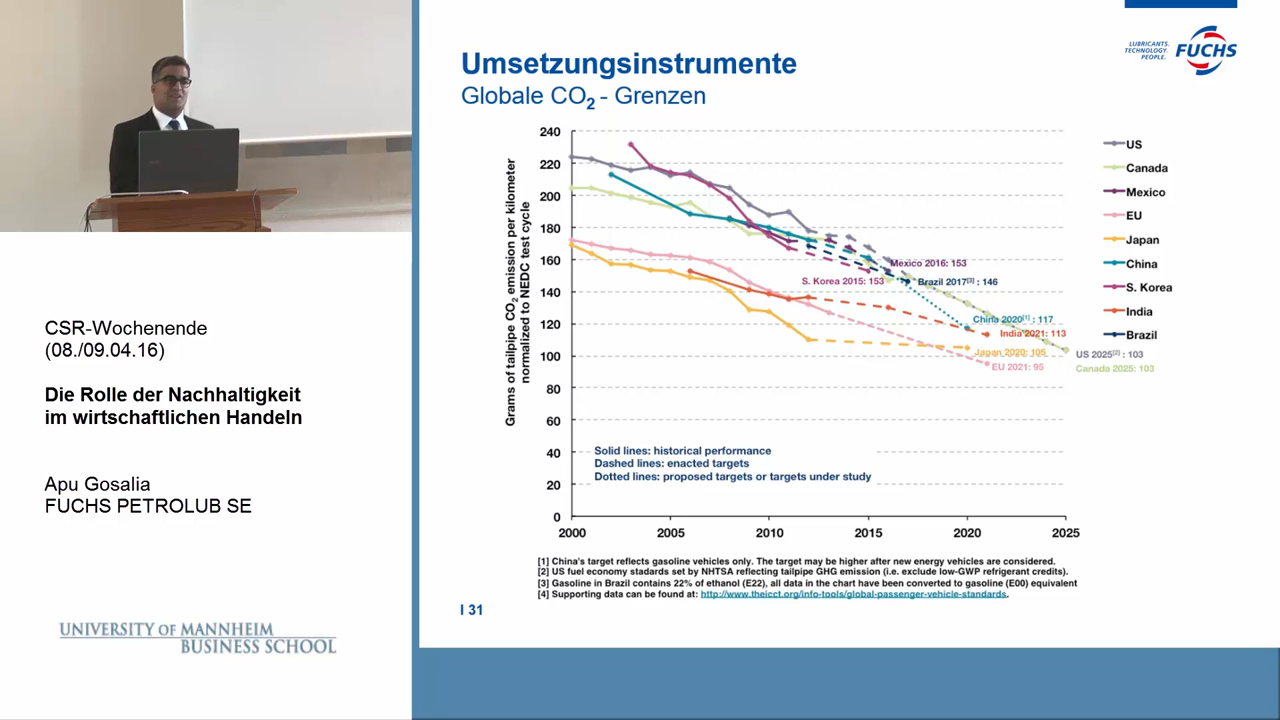 LUBRICANTS.
TECHNOLOGY.
PEOPLE.
FUCHS
Umsetzungsinstrumente
Globale CO2 - Grenzen
CSR-Wochenende
(08./09.04.16)
Die Rolle der Nachhaltigkeit
im wirtschaftlichen Handeln
Apu Gosalia
FUCHS PETROLUB SE
UNIVERSITY OF MANNHEIM
BUSINESS SCHOOL
Grams of tailpipe CO2 emission per kilometer
normalized to NEDC test cycle
240
220
200
180
160
140
120
100
80
60
40
20
0
2000
2005
2010
2015
2020
2025
US
Canada
Mexico
EU
Japan
China
S. Korea
India
Brazil
Mexico 2016: 153
S. Korea 2015: 153
Brazil 2017[3] : 146
China 2020[1] : 117
India 2021: 113
Japan 2020: 105
US 2025[2] : 103
EU 2021: 95
Canada 2025: 103
Solid lines: historical performance
Dashed lines: enacted targets
Dotted lines: proposed targets or targets under study
[1] China's target reflects gasoline vehicles only. The target may be higher after new energy vehicles are considered.
[2] US fuel economy stadards set by NHTSA reflecting tailpipe GHG emission (i.e. exclude low-GWP refrigerant credits).
[3] Gasoline in Brazil contains 22% of ethanol (E22), all data in the chart have been converted to gasoline (E00) equivalent
[4] Supporting data can be found at: http://www.theicct.org/info-tools/global-passenger-vehicle-standards.
I 31